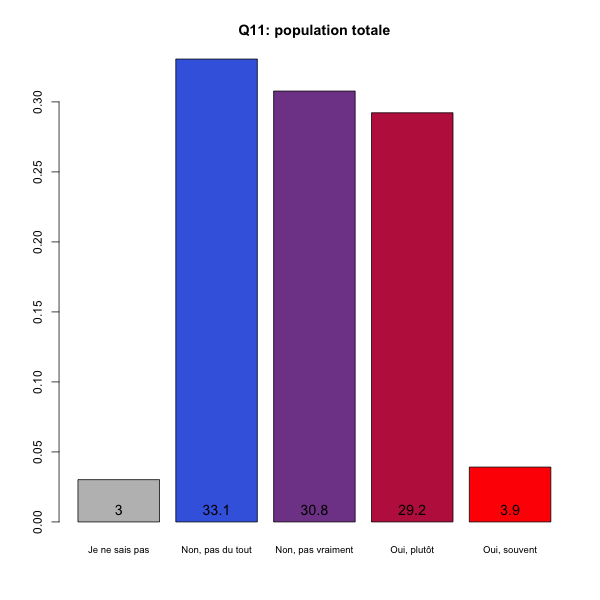 Q11: population totale
0.30
0.25
0.20
0.15
0.10
0.05
0.00
3 33.1 30.8 29.2 3.9
Je ne sais pas Non, pas du tout Non, pas vraiment Oui, plutôt Oui, souvent